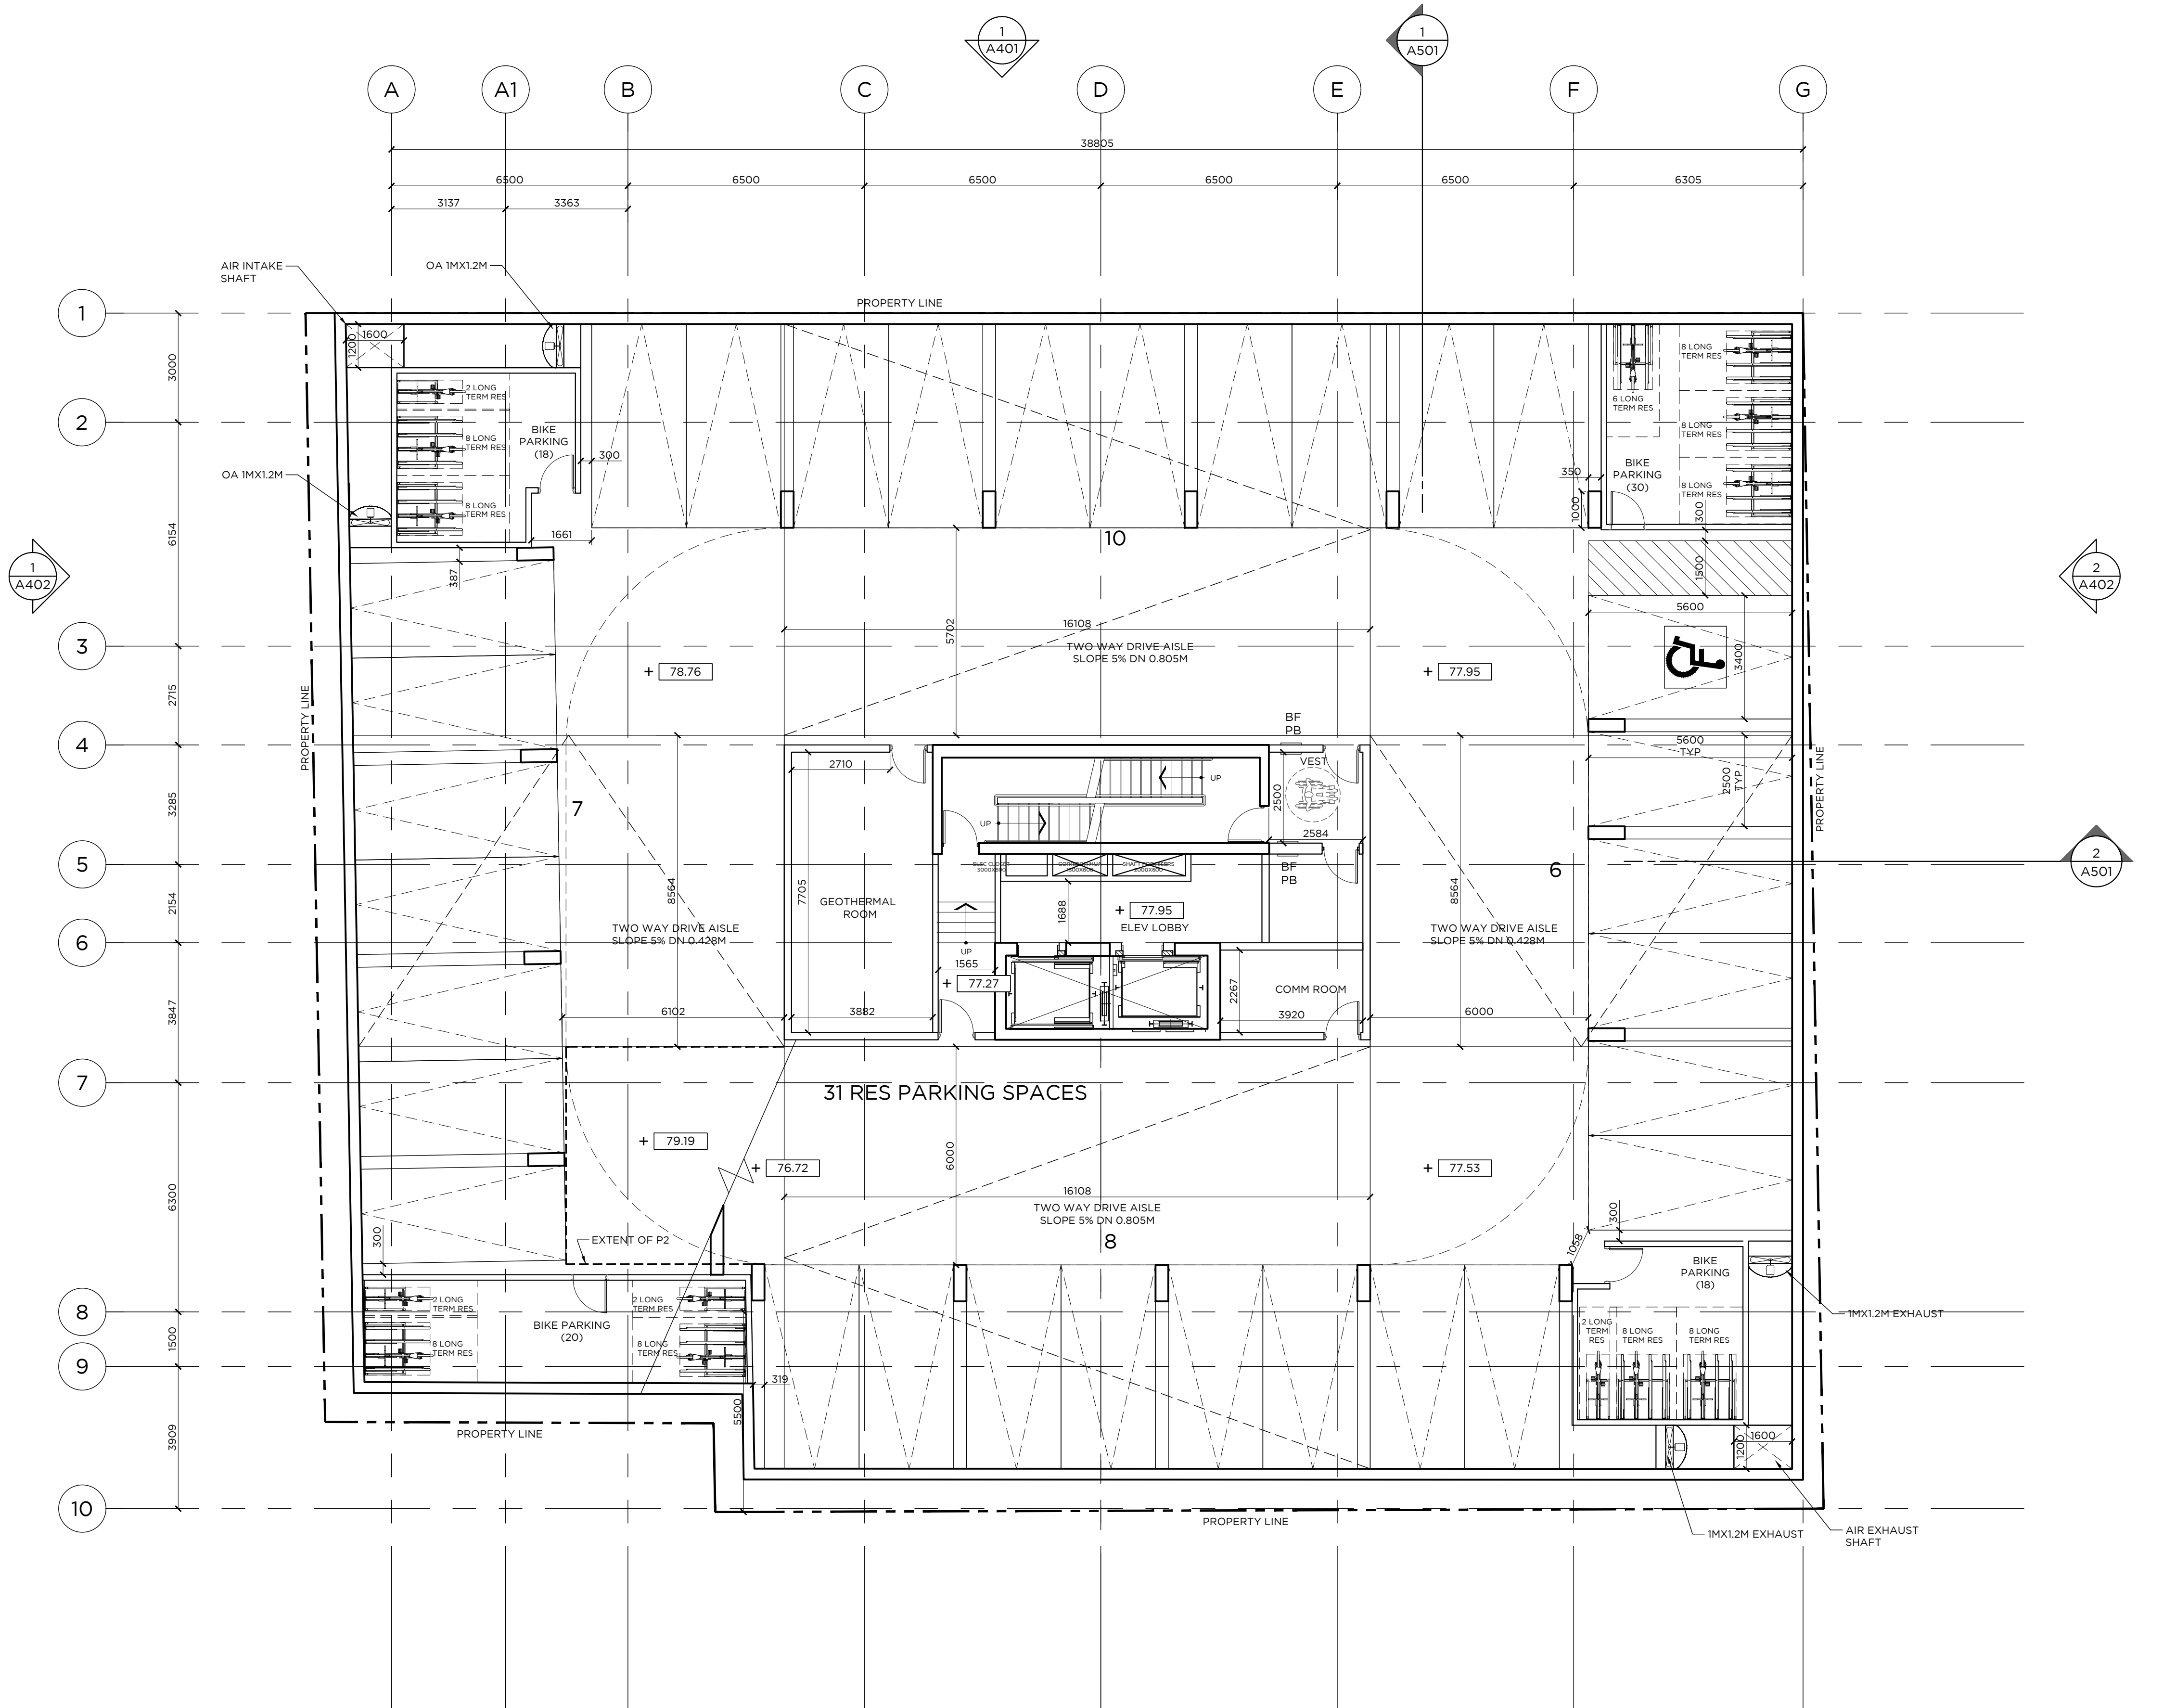 1
A401
1
A501
A
A1
B
C
D
E
F
G
38805
6500
6500
6500
6500
6500
6305
3137
3363
AIR INTAKE
SHAFT
OA 1MX1.2M
PROPERTY LINE
1
2
3
4
5
6
7
8
9
10
3000
6154
2715
3285
2154
3847
6300
1500
3909
1600
1200
2 LONG
TERM RES
8 LONG
TERM RES
8 LONG
TERM RES
BIKE
PARKING
(18)
300
OA 1MX1.2M
1661
387
6 LONG
TERM RES
8 LONG
TERM RES
8 LONG
TERM RES
8 LONG
TERM RES
BIKE
PARKING
(30)
350
1000
300
1500
1
A402
2
A402
10
5702
16108
TWO WAY DRIVE AISLE
SLOPE 5% DN 0.805M
78.76
77.95
5600
3400
PROPERTY LINE
5600
TYP
2500
TYP
PROPERTY LINE
BF
PB
VEST
2710
2500
2584
UP
UP
7
8564
7705
GEOTHERMAL
ROOM
ELEC CLOSET
3000X600
CORRIDOR MUA
1500X600
2000X600
BF
PB
1688
77.95
ELEV LOBBY
UP
1565
77.27
6
8564
2
A501
TWO WAY DRIVE AISLE
SLOPE 5% DN 0.428M
TWO WAY DRIVE AISLE
SLOPE 5% DN 0.428M
6102
3882
2267
COMM ROOM
3920
6000
31 RES PARKING SPACES
79.19
76.72
6000
77.53
16108
TWO WAY DRIVE AISLE
SLOPE 5% DN 0.805M
8
EXTENT OF P2
300
300
1058
2 LONG
TERM RES
8 LONG
TERM RES
BIKE PARKING
(20)
2 LONG
TERM RES
8 LONG
TERM RES
319
5500
BIKE
PARKING
(18)
2 LONG
TERM
RES
8 LONG
TERM RES
8 LONG
TERM RES
1MX1.2M EXHAUST
1600
1200
PROPERTY LINE
PROPERTY LINE
1MX1.2M EXHAUST
AIR EXHAUST
SHAFT